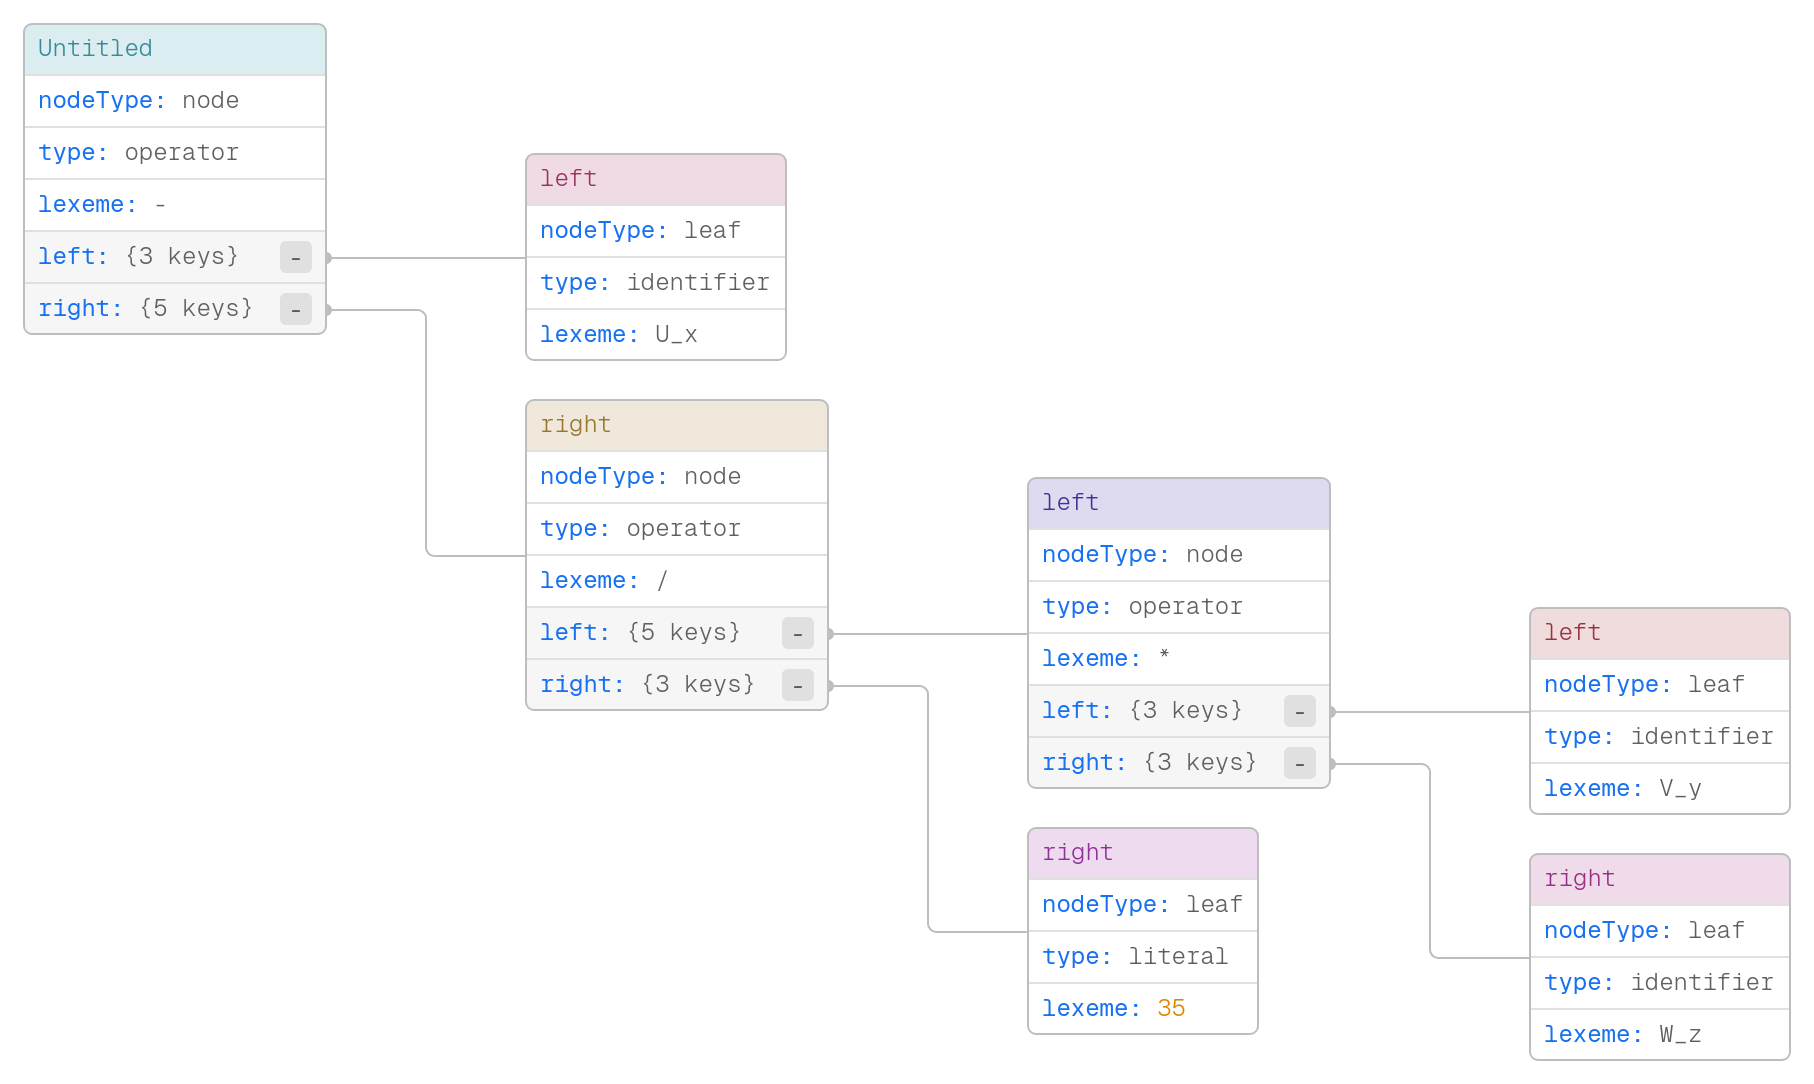 Untitled
nodeType: node
type: operator
lexeme: -
left: {3 keys} -
right: {5 keys} -
left
nodeType: leaf
type: identifier
lexeme: U_x
right
nodeType: node
type: operator
lexeme: /
left: {5 keys} -
right: {3 keys} -
left
nodeType: node
type: operator
lexeme: *
left: {3 keys} -
right: {3 keys} -
right
nodeType: leaf
type: literal
lexeme: 35
left
nodeType: leaf
type: identifier
lexeme: V_y
right
nodeType: leaf
type: identifier
lexeme: W_z